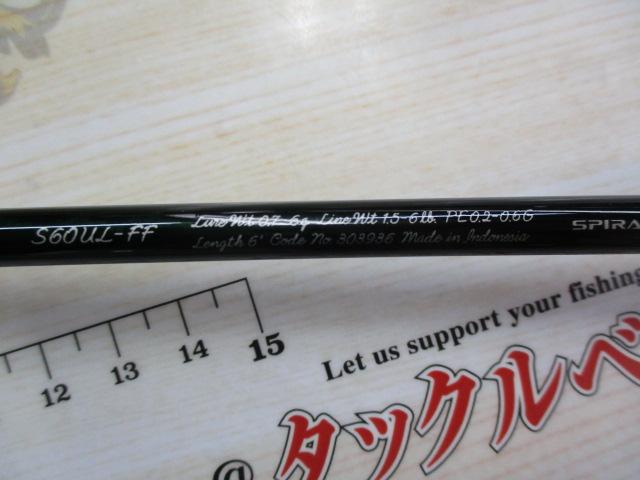 S60UL-FF
Lure Wt 0.7-6g Line Wt 1.5-6lb. PE0.2-0.6G
Length 6' Code No 303936 Made in Indonesia
SPIRA
12 13 14 15
Let us support your fishing
@タックルベ